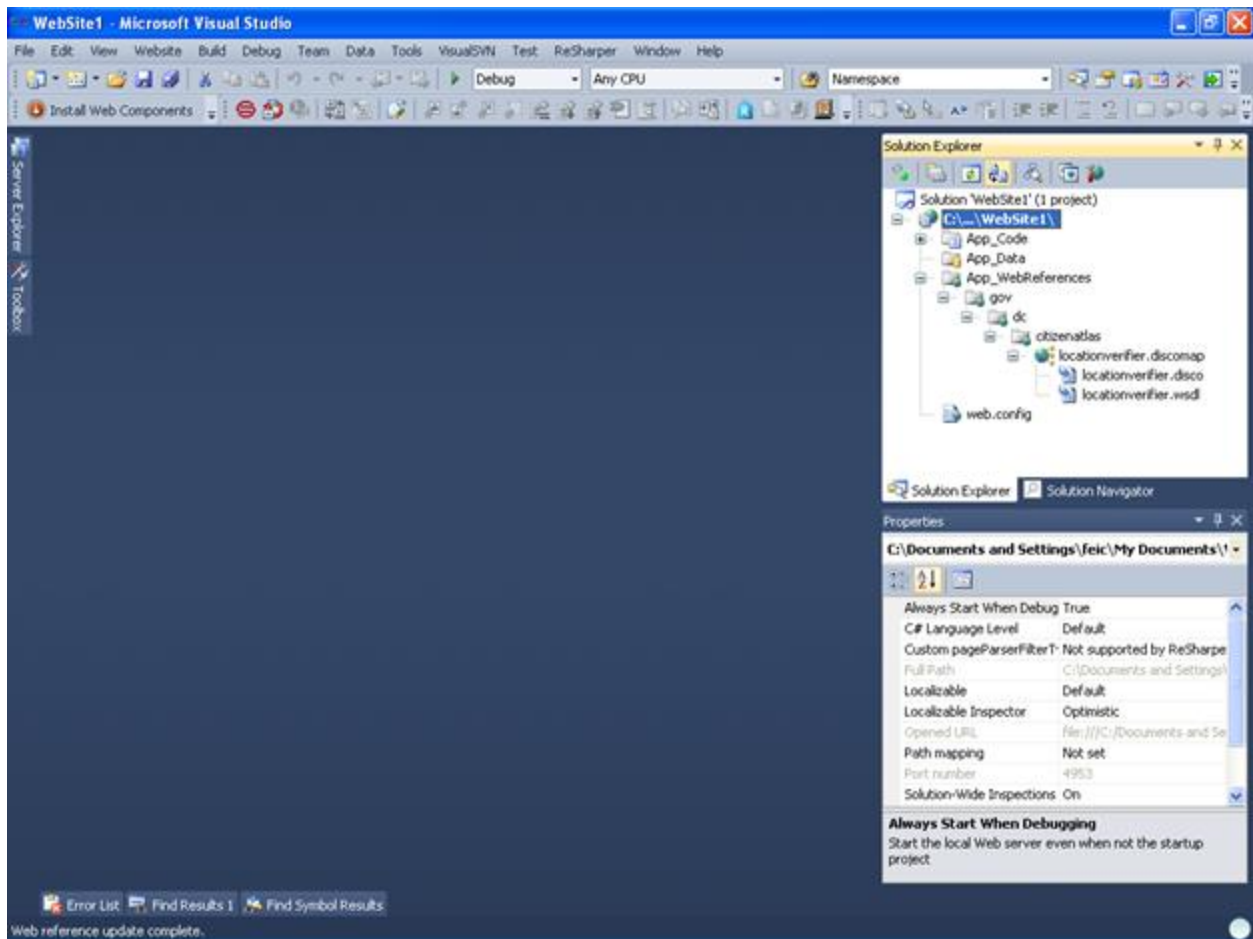 WebSite1 - Microsoft Visual Studio
File Edit View Website Build Debug Team Data Tools VisualSVN Test ReSharper Window Help
Debug Any CPU Namespace
Install Web Components
Server Explorer
Toolbox
Solution Explorer
Solution 'WebSite1' (1 project)
C:\...\WebSite1\
App_Code
App_Data
App_WebReferences
gov
dc
citizenatlas
locationverifier.discomap
locationverifier.disco
locationverifier.wsdl
web.config
Solution Explorer Solution Navigator
Properties
C:\Documents and Settings\feic\My Documents\
Always Start When Debug True
C# Language Level Default
Custom pageParserFilterT Not supported by ReSharpe
Full Path C:\Documents and Settings\
Localizable Default
Localizable Inspector Optimistic
Opened URL file:///C:/Documents and Se
Path mapping Not set
Port number 4953
Solution-Wide Inspections On
Always Start When Debugging
Start the local Web server even when not the startup
project
Error List Find Results 1 Find Symbol Results
Web reference update complete.